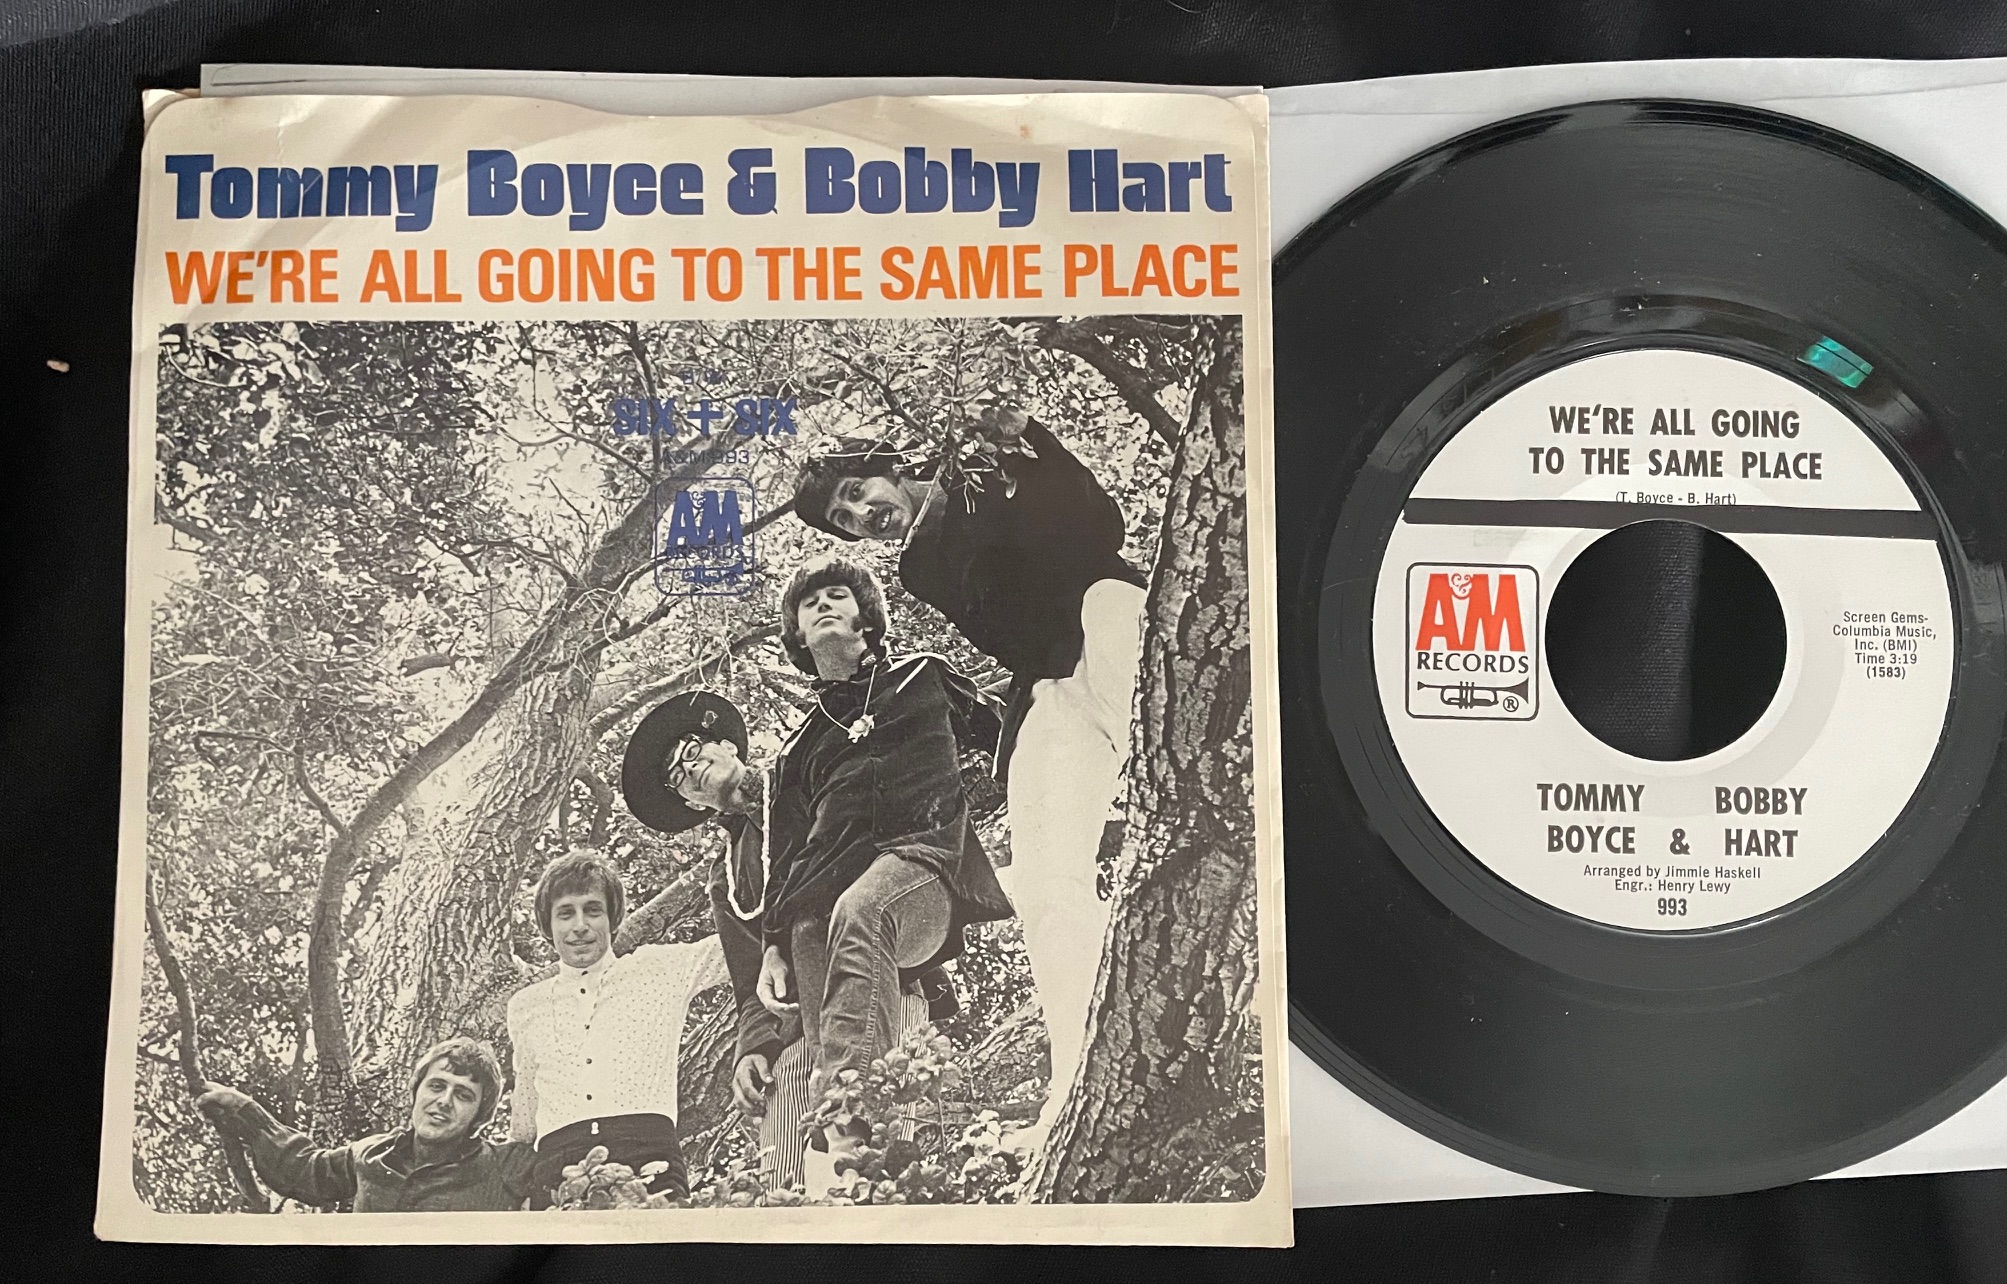 Tommy Boyce & Bobby Hart
WE'RE ALL GOING TO THE SAME PLACE
SIX + SIX
A&M 993
A&M
RECORDS
WE'RE ALL GOING
TO THE SAME PLACE
(T. Boyce - B. Hart)
A&M
RECORDS
®
Screen Gems-
Columbia Music,
Inc. (BMI)
Time 3:19
(1583)
TOMMY BOBBY
BOYCE & HART
Arranged by Jimmie Haskell
Engr.: Henry Lewy
993